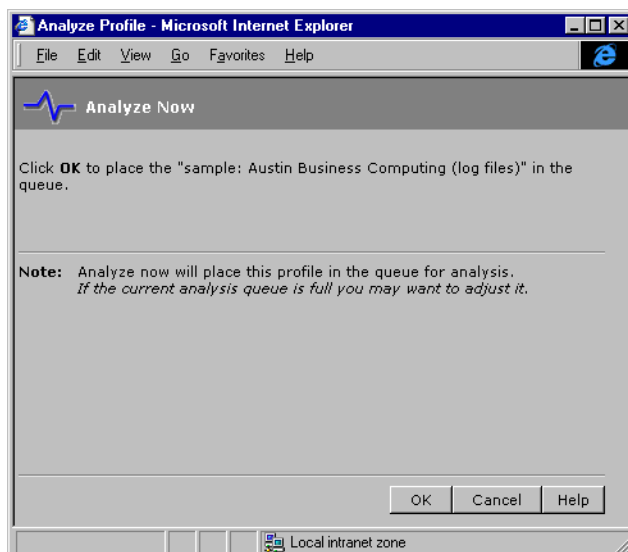 Analyze Profile - Microsoft Internet Explorer
File Edit View Go Favorites Help
Analyze Now
Click OK to place the "sample: Austin Business Computing (log files)" in the
queue.
Note: Analyze now will place this profile in the queue for analysis.
If the current analysis queue is full you may want to adjust it.
OK Cancel Help
Local intranet zone